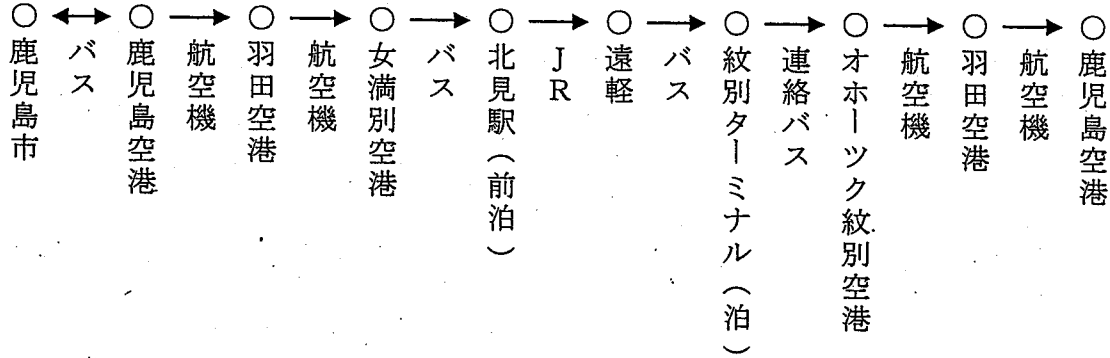 ○鹿児島市
↔バス
○鹿児島空港
→航空機
○羽田空港
→航空機
○女満別空港
→バス
○北見駅(前泊)
→JR
○遠軽
→バス
○紋別ターミナル(泊)
→連絡バス
○オホーツク紋別空港
→航空機
○羽田空港
→航空機
○鹿児島空港